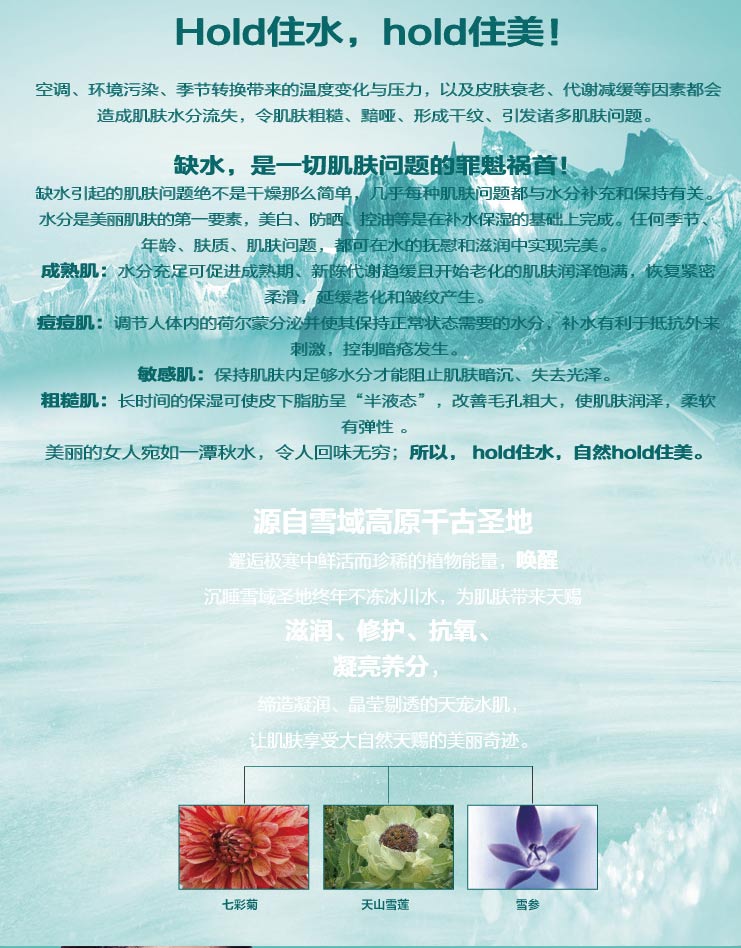 Hold住水，hold住美！
空调、环境污染、季节转换带来的温度变化与压力，以及皮肤衰老、代谢减缓等因素都会
造成肌肤水分流失，令肌肤粗糙、黯哑、形成干纹、引发诸多肌肤问题。
缺水，是一切肌肤问题的罪魁祸首！
缺水引起的肌肤问题绝不是干燥那么简单，几乎每种肌肤问题都与水分补充和保持有关。
水分是美丽肌肤的第一要素，美白、防晒、控油等是在补水保湿的基础上完成。任何季节、
年龄、肤质、肌肤问题，都可在水的抚慰和滋润中实现完美。
成熟肌：水分充足可促进成熟期、新陈代谢趋缓且开始老化的肌肤润泽饱满，恢复紧密
柔滑，延缓老化和皱纹产生。
痘痘肌：调节人体内的荷尔蒙分泌并使其保持正常状态需要的水分，补水有利于抵抗外来
刺激，控制暗疮发生。
敏感肌：保持肌肤内足够水分才能阻止肌肤暗沉、失去光泽。
粗糙肌：长时间的保湿可使皮下脂肪呈“半液态”，改善毛孔粗大，使肌肤润泽，柔软
有弹性 。
美丽的女人宛如一潭秋水，令人回味无穷；所以， hold住水，自然hold住美。
源自雪域高原千古圣地
邂逅极寒中鲜活而珍稀的植物能量，唤醒
沉睡雪域圣地终年不冻冰川水，为肌肤带来天赐
滋润、修护、抗氧、
凝亮养分，
缔造凝润、晶莹剔透的天宠水肌，
让肌肤享受大自然天赐的美丽奇迹。
七彩菊
天山雪莲
雪参